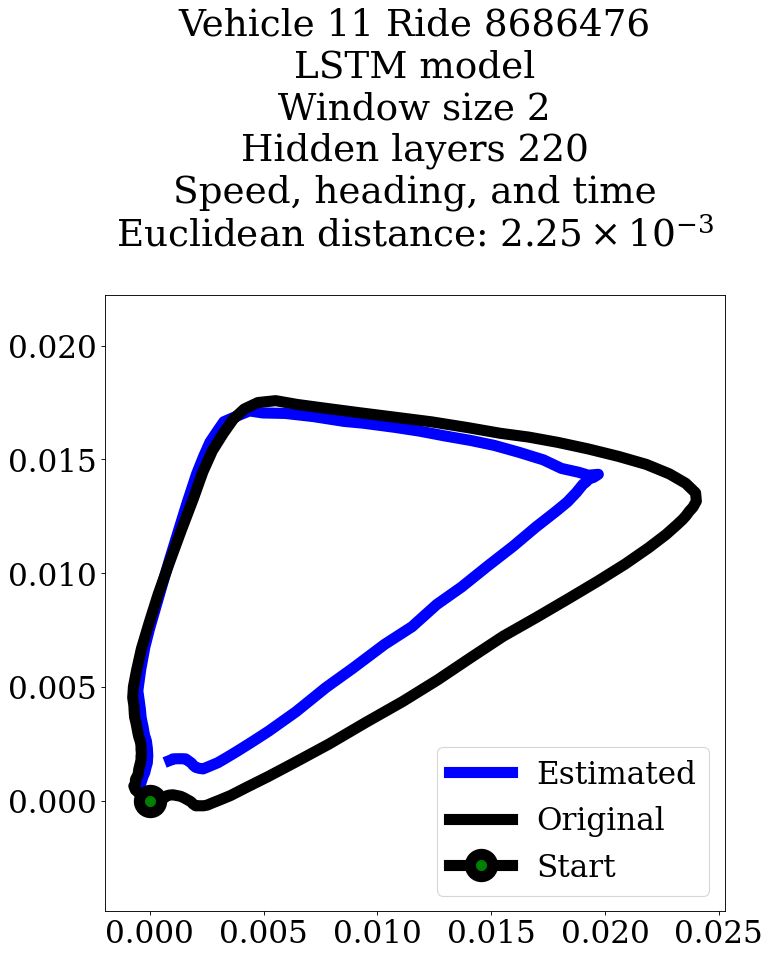 Vehicle 11 Ride 8686476
LSTM model
Window size 2
Hidden layers 220
Speed, heading, and time
Euclidean distance: 2.25 × 10⁻³
0.020
0.015
0.010
0.005
0.000
Estimated
Original
Start
0.000 0.005 0.010 0.015 0.020 0.025